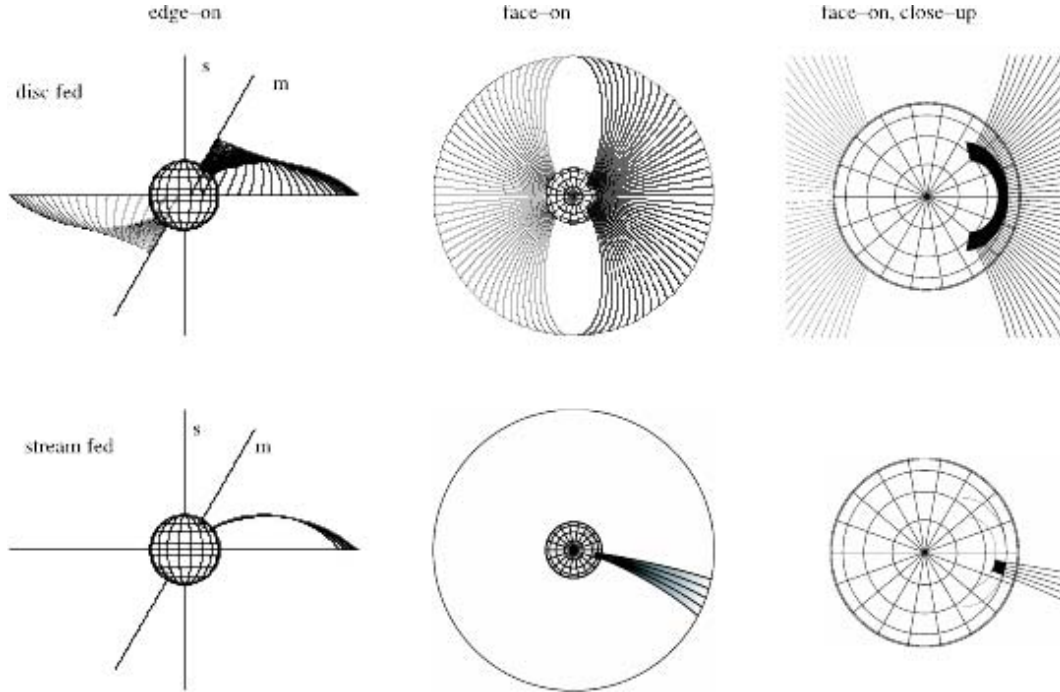 edge-on
face-on
face-on, close-up
disc fed
s
m
stream fed
s
m